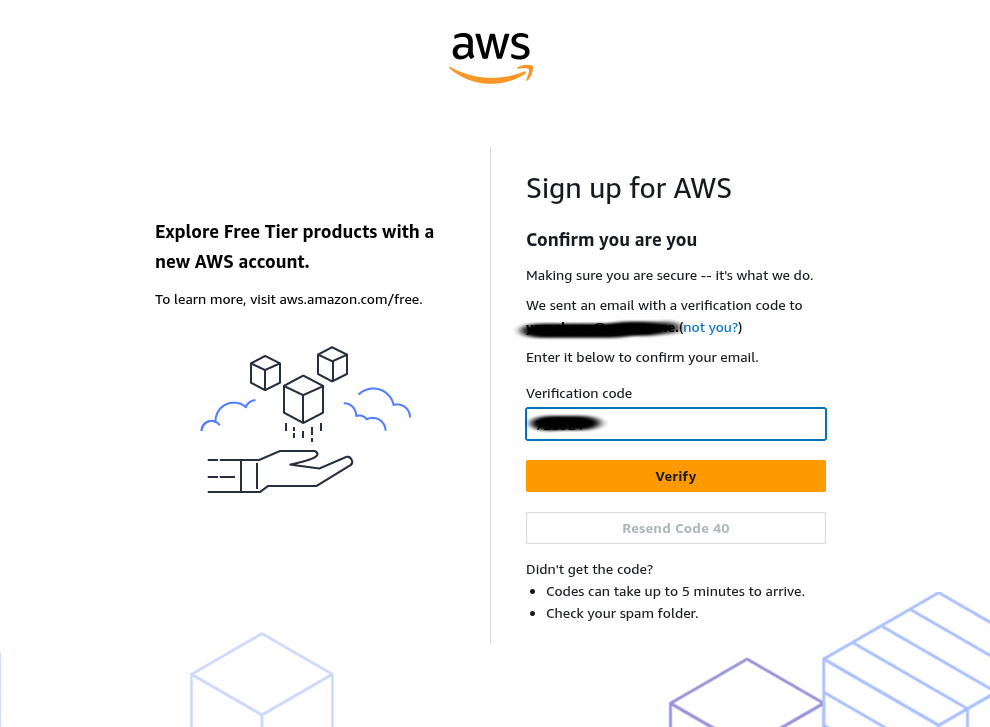 aws
Explore Free Tier products with a
new AWS account.
To learn more, visit aws.amazon.com/free.
Sign up for AWS
Confirm you are you
Making sure you are secure -- it's what we do.
We sent an email with a verification code to
(not you?)
Enter it below to confirm your email.
Verification code
Verify
Resend Code 40
Didn't get the code?
• Codes can take up to 5 minutes to arrive.
• Check your spam folder.